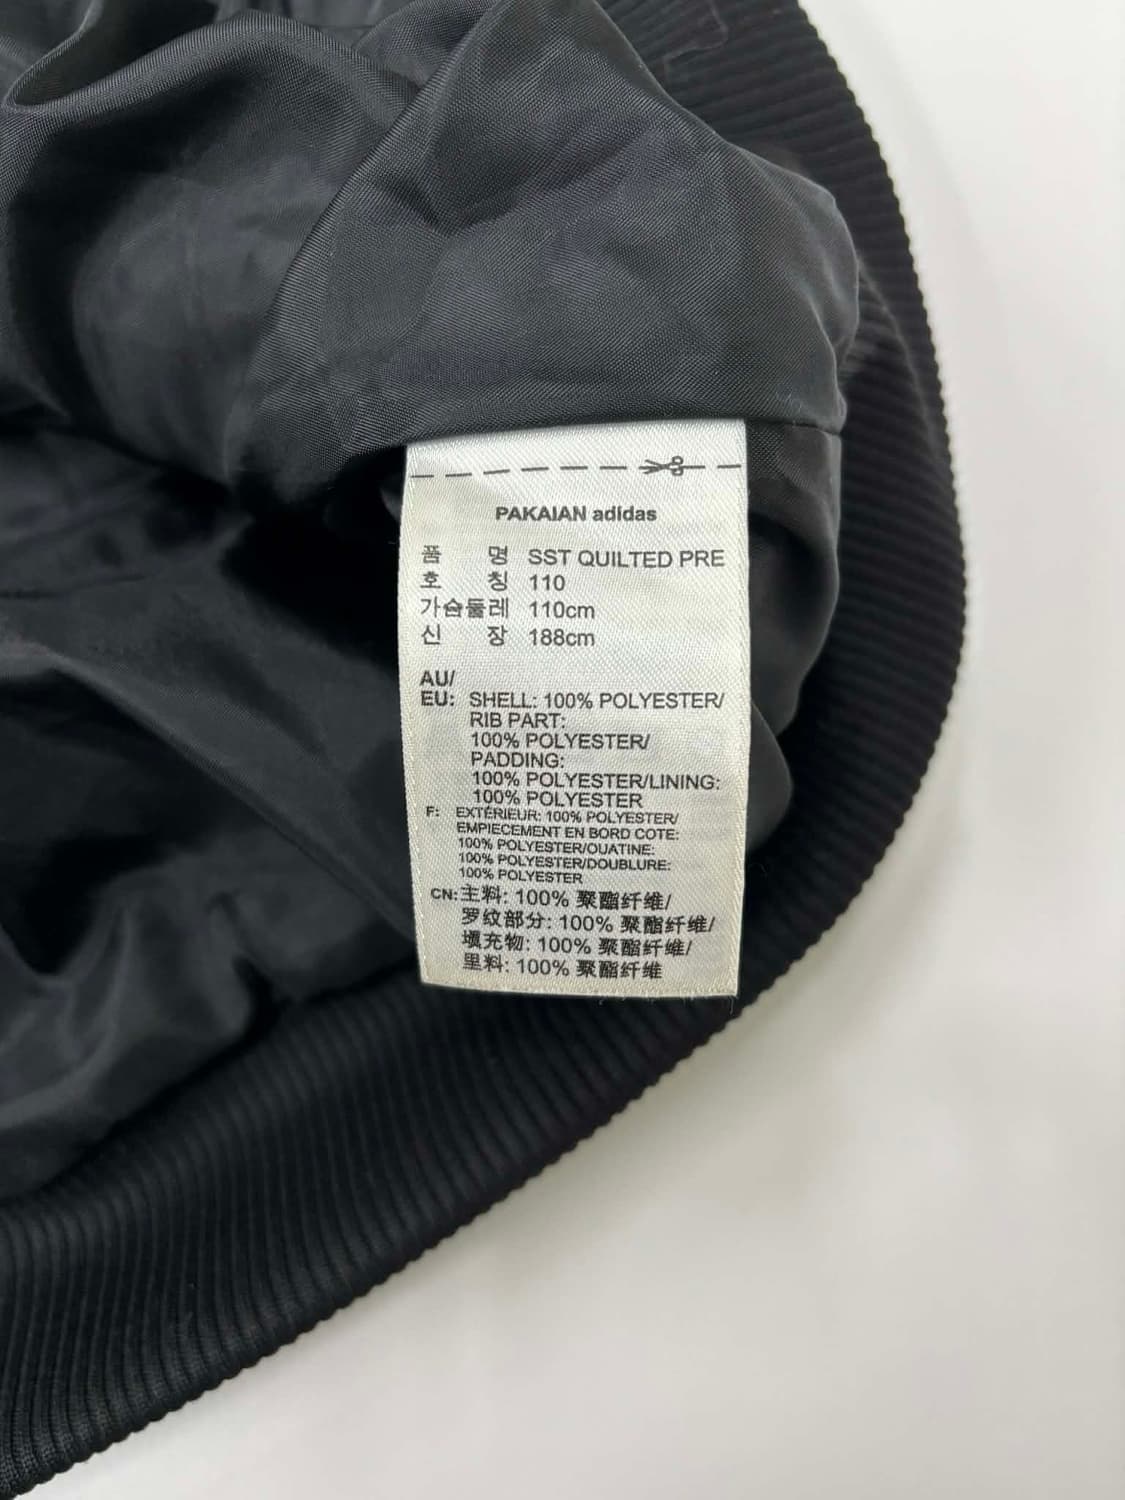 PAKAIAN adidas
품 명 SST QUILTED PRE
호 칭 110
가슴둘레 110cm
신 장 188cm
AU/
EU: SHELL: 100% POLYESTER/
RIB PART:
100% POLYESTER/
PADDING:
100% POLYESTER/LINING:
100% POLYESTER
F: EXTÉRIEUR: 100% POLYESTER/
EMPIECEMENT EN BORD COTE:
100% POLYESTER/OUATINE:
100% POLYESTER/DOUBLURE:
100% POLYESTER
CN: 主料: 100% 聚酯纤维/
罗纹部分: 100% 聚酯纤维/
填充物: 100% 聚酯纤维/
里料: 100% 聚酯纤维